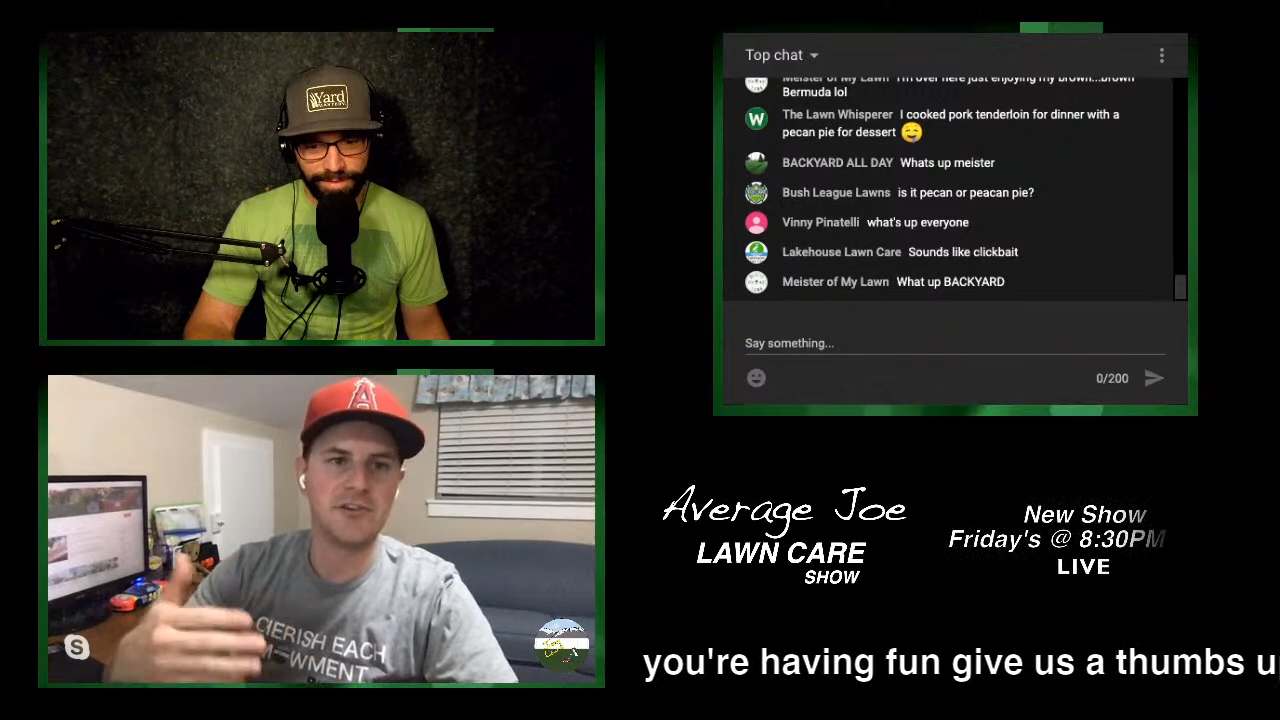 Top chat
Meister of My Lawn I'm over here just enjoying my brown...brown
Bermuda lol
The Lawn Whisperer I cooked pork tenderloin for dinner with a
pecan pie for dessert
BACKYARD ALL DAY Whats up meister
Bush League Lawns is it pecan or peacan pie?
Vinny Pinatelli what's up everyone
Lakehouse Lawn Care Sounds like clickbait
Meister of My Lawn What up BACKYARD
Say something...
0/200
Yard
W
A
S
CHERISH EACH
M—WMENT
Average Joe
LAWN CARE
SHOW
New Show
Friday's @ 8:30PM
LIVE
you're having fun give us a thumbs u